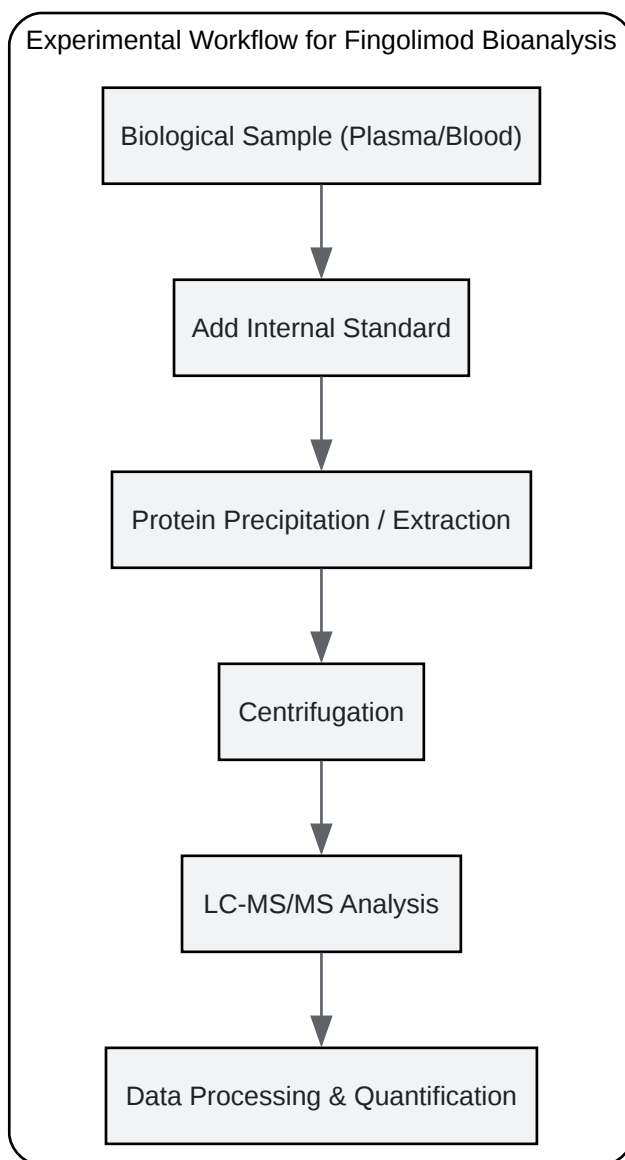 Experimental Workflow for Fingolimod Bioanalysis
Biological Sample (Plasma/Blood)
Add Internal Standard
Protein Precipitation / Extraction
Centrifugation
LC-MS/MS Analysis
Data Processing & Quantification